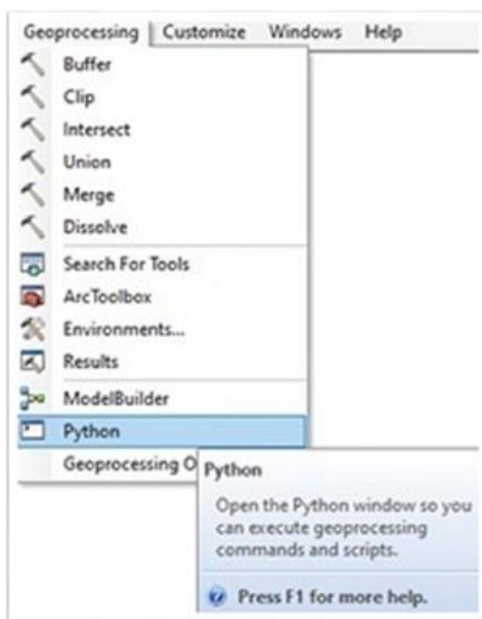 Geoprocessing Customize Windows Help
Buffer
Clip
Intersect
Union
Merge
Dissolve
Search For Tools
ArcToolbox
Environments...
Results
ModelBuilder
Python
Geoprocessing O
Python
Open the Python window so you
can execute geoprocessing
commands and scripts.
Press F1 for more help.